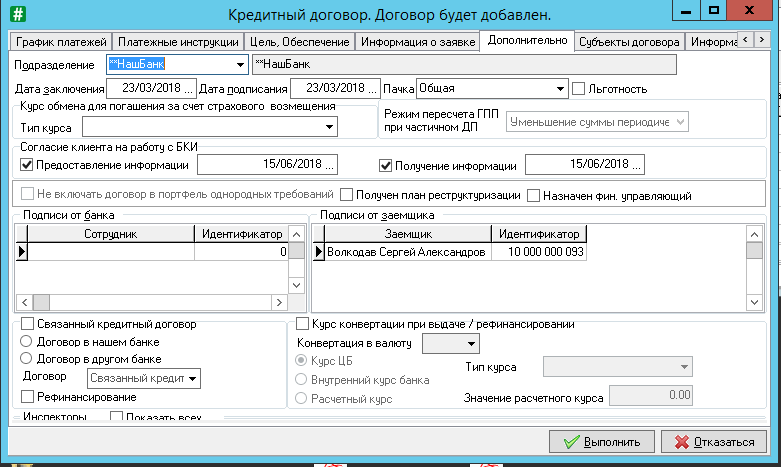 Кредитный договор. Договор будет добавлен.
График платежей Платежные инструкции Цель, Обеспечение Информация о заявке Дополнительно Субъекты договора Информа
Подразделение **НашБанк **НашБанк
Дата заключения 23/03/2018 ... Дата подписания 23/03/2018 ... Пачка Общая Льготность
Курс обмена для погашения за счет страхового возмещения
Тип курса
Режим пересчета ГПП
при частичном ДП
Уменьшение суммы периодиче
Согласие клиента на работу с БКИ
Предоставление информации 15/06/2018 ... Получение информации 15/06/2018 ...
Не включать договор в портфель однородных требований Получен план реструктуризации Назначен фин. управляющий
Подписи от банка
Сотрудник Идентификатор
0
Подписи от заемщика
Заемщик Идентификатор
Волкодав Сергей Александров 10 000 000 093
Связанный кредитный договор
Договор в нашем банке
Договор в другом банке
Договор Связанный кредит
Рефинансирование
Курс конвертации при выдаче / рефинансировании
Конвертация в валюту
Курс ЦБ
Внутренний курс банка
Расчетный курс
Тип курса
Значение расчетного курса 0.00
Инспекторы Показать всех
Выполнить Отказаться